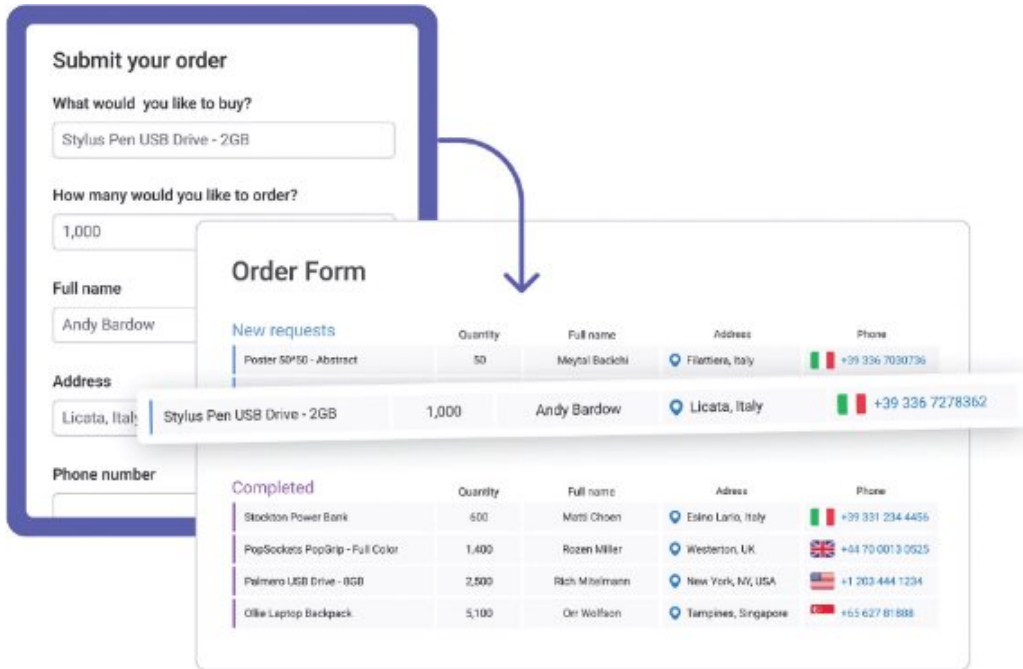 Submit your order
What would you like to buy?
Stylus Pen USB Drive - 2GB
How many would you like to order?
1,000
Full name
Andy Bardow
Address
Licata, Ital
Phone number
Order Form
New requests Quantity Full name Address Phone
Poster 50*50 - Abstract 50 Meytal Bacichi Filattiera, Italy +39 336 7030736
Stylus Pen USB Drive - 2GB 1,000 Andy Bardow Licata, Italy +39 336 7278362
Completed Quantity Full name Adress Phone
Stockton Power Bank 600 Motti Choen Esino Lario, Italy +39 331 234 4456
PopSockets PopGrip - Full Color 1,400 Rozen Miller Westerton, UK +44 70 0013 0525
Palmero USB Drive - 8GB 2,500 Rich Mitelmann New York, NY, USA +1 203 444 1234
Ollie Laptop Backpack 5,100 Orr Wolfson Tampines, Singapore +65 627 81888